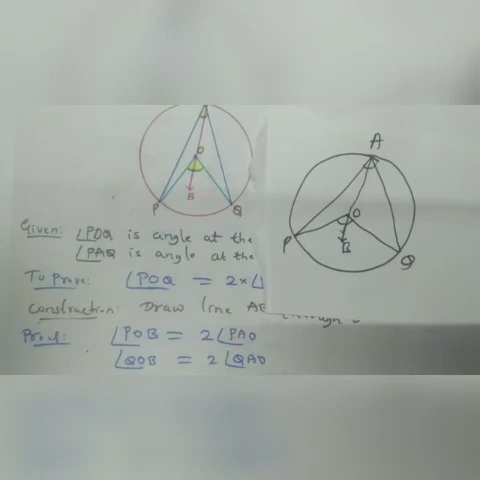 O
B
P Q
A
O
B
P
Q
Given: ∠POQ is angle at the
∠PAQ is angle at the
To Prove: ∠POQ = 2×∠
Construction: Draw line through
Proof: ∠POB = 2∠PAO
∠QOB = 2∠QAO